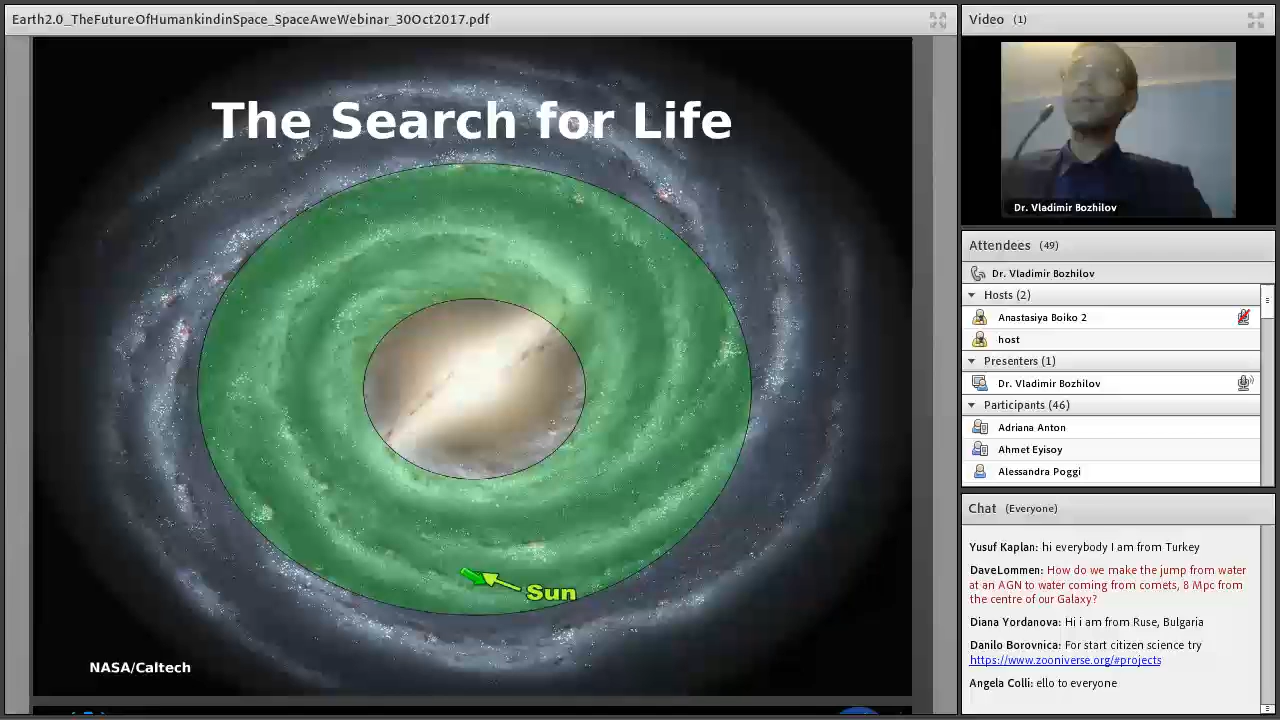 Earth2.0_TheFutureOfHumankindinSpace_SpaceAweWebinar_30Oct2017.pdf
The Search for Life
Sun
NASA/Caltech
Video (1)
Dr. Vladimir Bozhilov
Attendees (49)
Dr. Vladimir Bozhilov
Hosts (2)
Anastasiya Boiko 2
host
Presenters (1)
Dr. Vladimir Bozhilov
Participants (46)
Adriana Anton
Ahmet Eyisoy
Alessandra Poggi
Chat (Everyone)
Yusuf Kaplan: hi everybody I am from Turkey
DaveLommen: How do we make the jump from water
at an AGN to water coming from comets, 8 Mpc from
the centre of our Galaxy?
Diana Yordanova: Hi i am from Ruse, Bulgaria
Danilo Borovnica: For start citizen science try
https://www.zooniverse.org/#projects
Angela Colli: ello to everyone